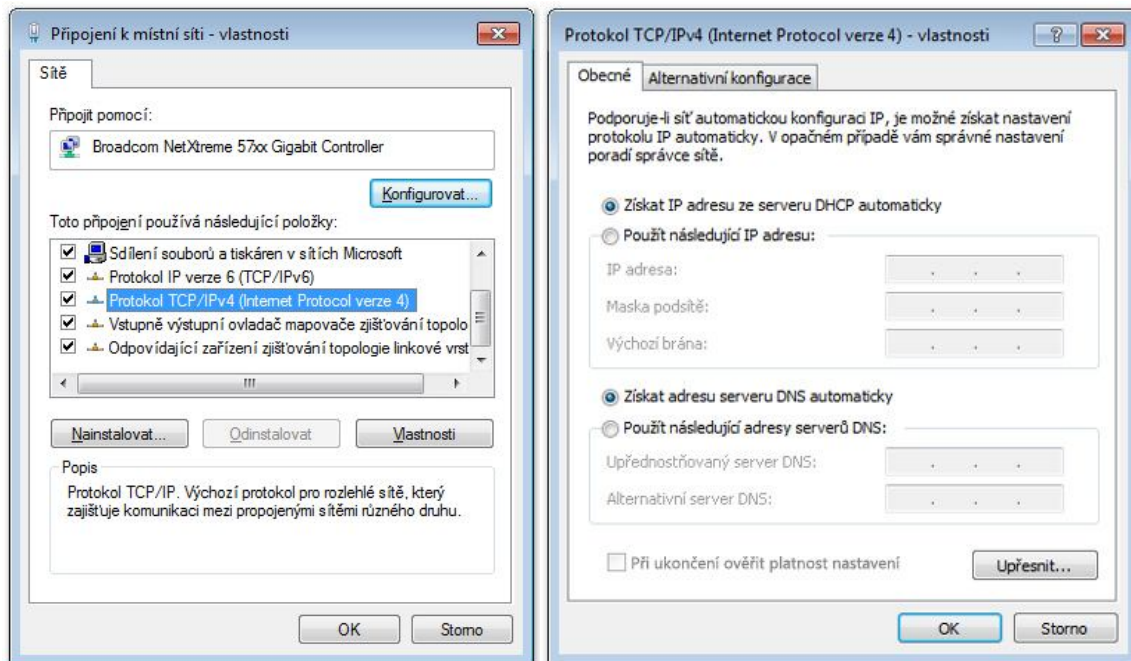 Připojení k místní síti - vlastnosti
Sítě
Připojit pomocí:
Broadcom NetXtreme 57xx Gigabit Controller
Konfigurovat...
Toto připojení používá následující položky:
Sdílení souborů a tiskáren v sítích Microsoft
Protokol IP verze 6 (TCP/IPv6)
Protokol TCP/IPv4 (Internet Protocol verze 4)
Vstupně výstupní ovladač mapovače zjišťování topolo
Odpovídající zařízení zjišťování topologie linkové vrst
Nainstalovat...
Odinstalovat
Vlastnosti
Popis
Protokol TCP/IP. Výchozí protokol pro rozlehlé sítě, který
zajišťuje komunikaci mezi propojenými sítěmi různého druhu.
OK
Storno
Protokol TCP/IPv4 (Internet Protocol verze 4) - vlastnosti
Obecné
Alternativní konfigurace
Podporuje-li síť automatickou konfiguraci IP, je možné získat nastavení
protokolu IP automaticky. V opačném případě vám správné nastavení
poradí správce sítě.
Získat IP adresu ze serveru DHCP automaticky
Použít následující IP adresu:
IP adresa:
Maska podsítě:
Výchozí brána:
Získat adresu serveru DNS automaticky
Použít následující adresy serverů DNS:
Upřednostňovaný server DNS:
Alternativní server DNS:
Při ukončení ověřit platnost nastavení
Upřesnit...
OK
Storno